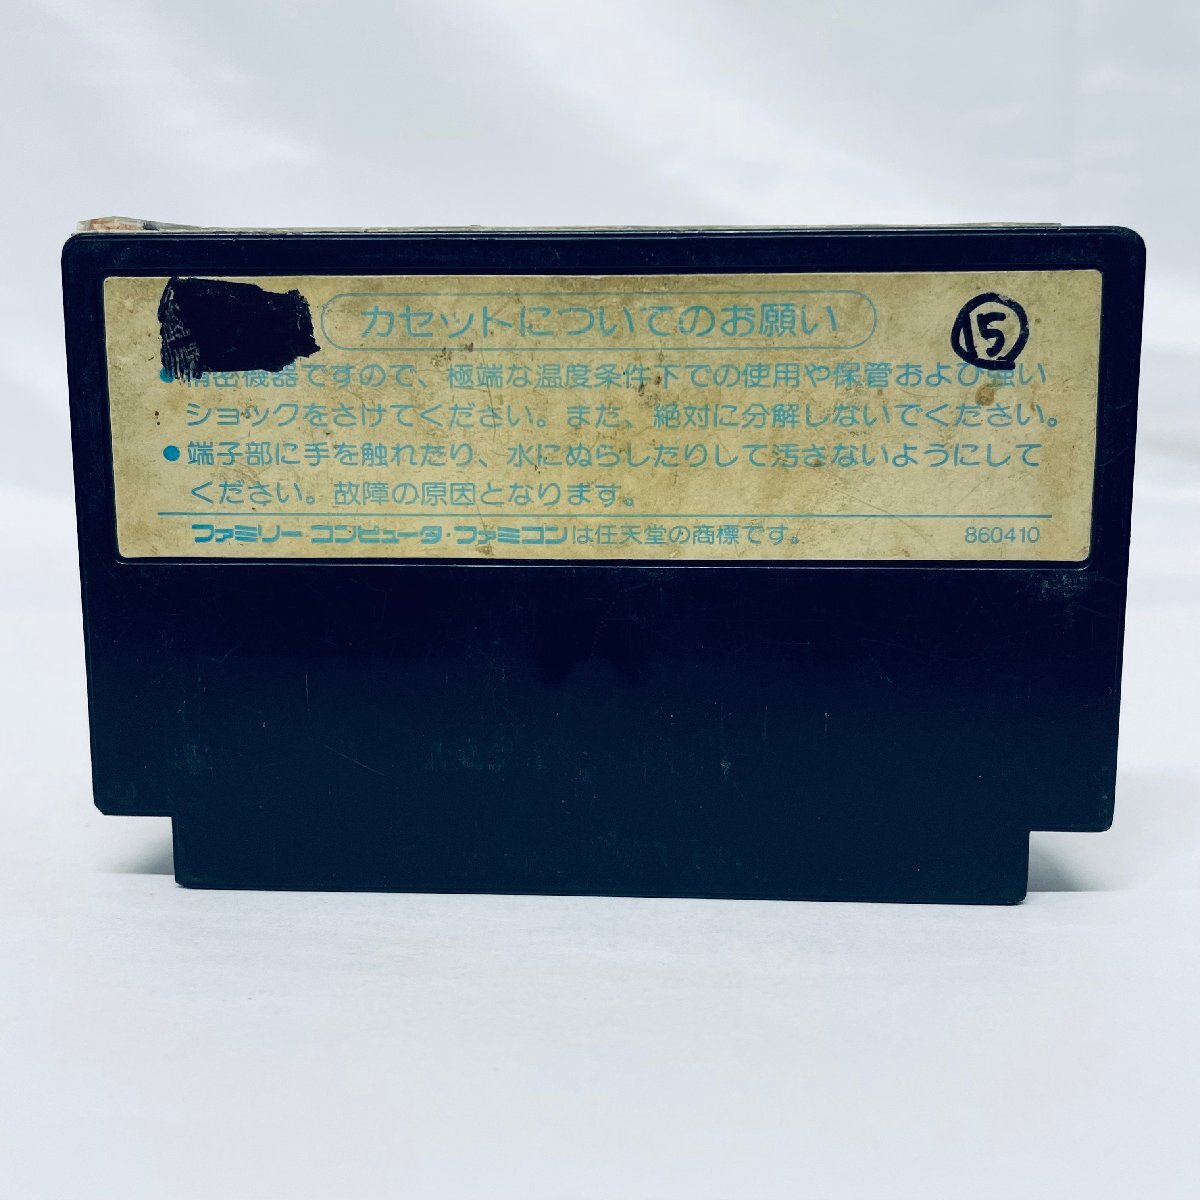 カセットについてのお願い
⑮
●精密機器ですので、極端な温度条件下での使用や保管および強い
ショックをさけてください。また、絶対に分解しないでください。
●端子部に手を触れたり、水にぬらしたりして汚さないようにして
ください。故障の原因となります。
ファミリーコンピュータ・ファミコンは任天堂の商標です。 860410